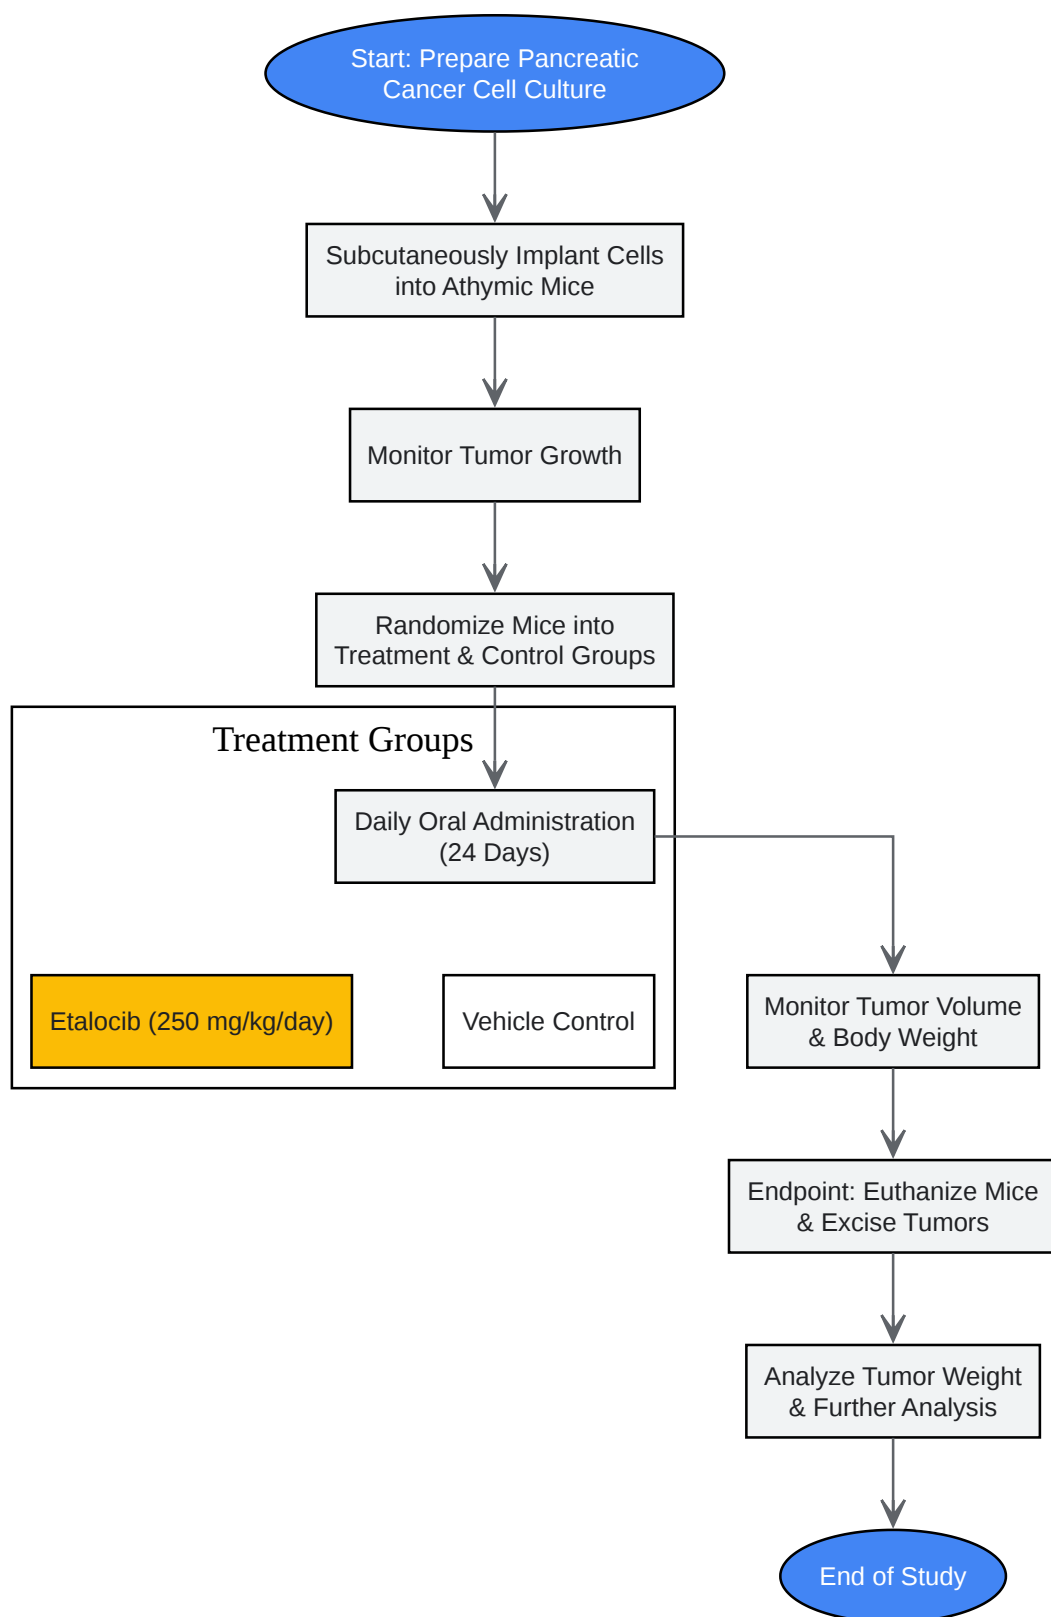 Start: Prepare Pancreatic
Cancer Cell Culture
Subcutaneously Implant Cells
into Athymic Mice
Monitor Tumor Growth
Randomize Mice into
Treatment & Control Groups
Treatment Groups
Daily Oral Administration
(24 Days)
Etalocib (250 mg/kg/day)
Vehicle Control
Monitor Tumor Volume
& Body Weight
Endpoint: Euthanize Mice
& Excise Tumors
Analyze Tumor Weight
& Further Analysis
End of Study